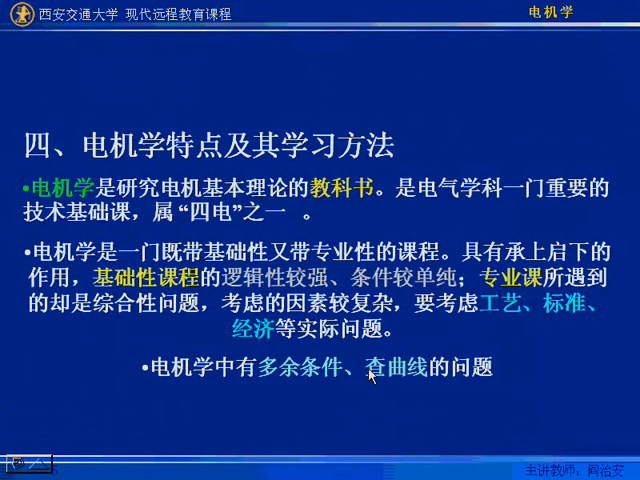 西安交通大学 现代远程教育课程
电机学
四、电机学特点及其学习方法
•电机学是研究电机基本理论的教科书。是电气学科一门重要的
技术基础课，属“四电”之一 。
•电机学是一门既带基础性又带专业性的课程。具有承上启下的
作用，基础性课程的逻辑性较强、条件较单纯；专业课所遇到
的却是综合性问题，考虑的因素较复杂，要考虑工艺、标准、
经济等实际问题。
•电机学中有多余条件、查曲线的问题
主讲教师：阎治安